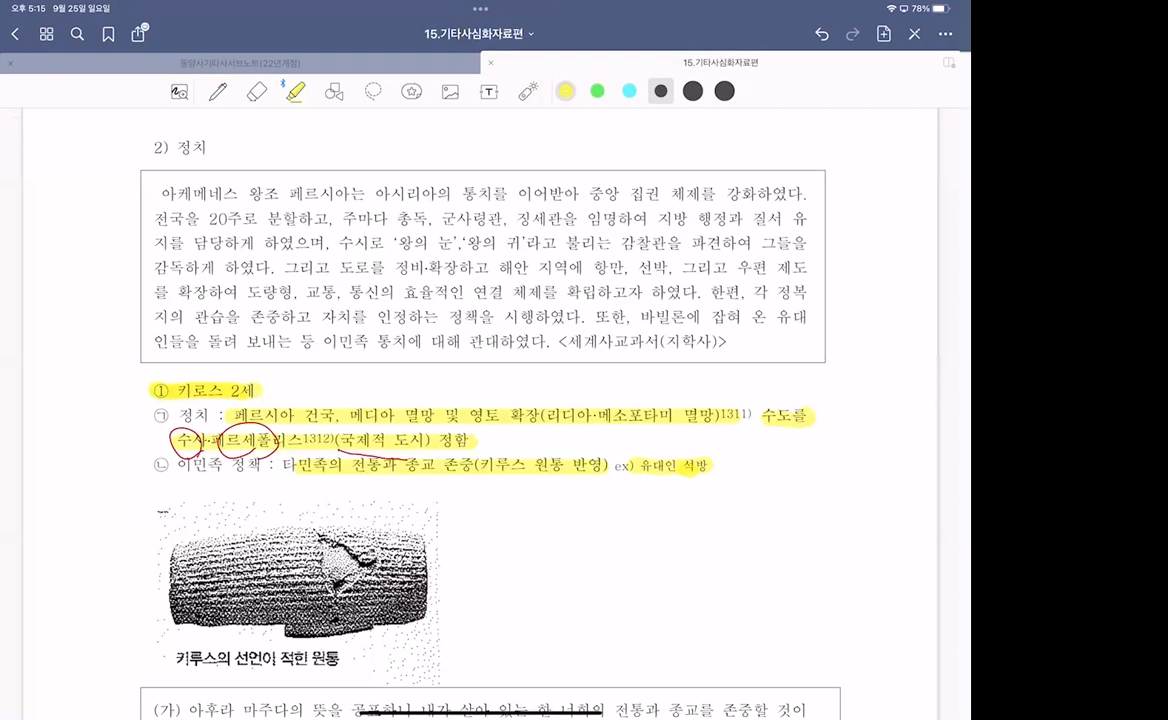 오후 5:15 9월 25일 일요일
78%
15.기타사심화자료편
동양사기타사서브노트(22년개정)
15.기타사심화자료편
2) 정치
아케메네스 왕조 페르시아는 아시리아의 통치를 이어받아 중앙 집권 체제를 강화하였다.
전국을 20주로 분할하고, 주마다 총독, 군사령관, 징세관을 임명하여 지방 행정과 질서 유
지를 담당하게 하였으며, 수시로 '왕의 눈','왕의 귀'라고 불리는 감찰관을 파견하여 그들을
감독하게 하였다. 그리고 도로를 정비·확장하고 해안 지역에 항만, 선박, 그리고 우편 제도
를 확장하여 도량형, 교통, 통신의 효율적인 연결 체제를 확립하고자 하였다. 한편, 각 정복
지의 관습을 존중하고 자치를 인정하는 정책을 시행하였다. 또한, 바빌론에 잡혀 온 유대
인들을 돌려 보내는 등 이민족 통치에 대해 관대하였다. <세계사교과서(지학사)>
① 키로스 2세
㉠ 정치 : 페르시아 건국, 메디아 멸망 및 영토 확장(리디아·메소포타미 멸망)1311) 수도를
수사·페르세폴리스1312)(국제적 도시) 정함
㉡ 이민족 정책 : 타민족의 전통과 종교 존중(키루스 원통 반영) ex) 유대인 석방
키루스의 선언이 적힌 원통
(가) 아후라 마주다의 뜻을 공포하니 내가 살아 있는 한 너희의 전통과 종교를 존중할 것이